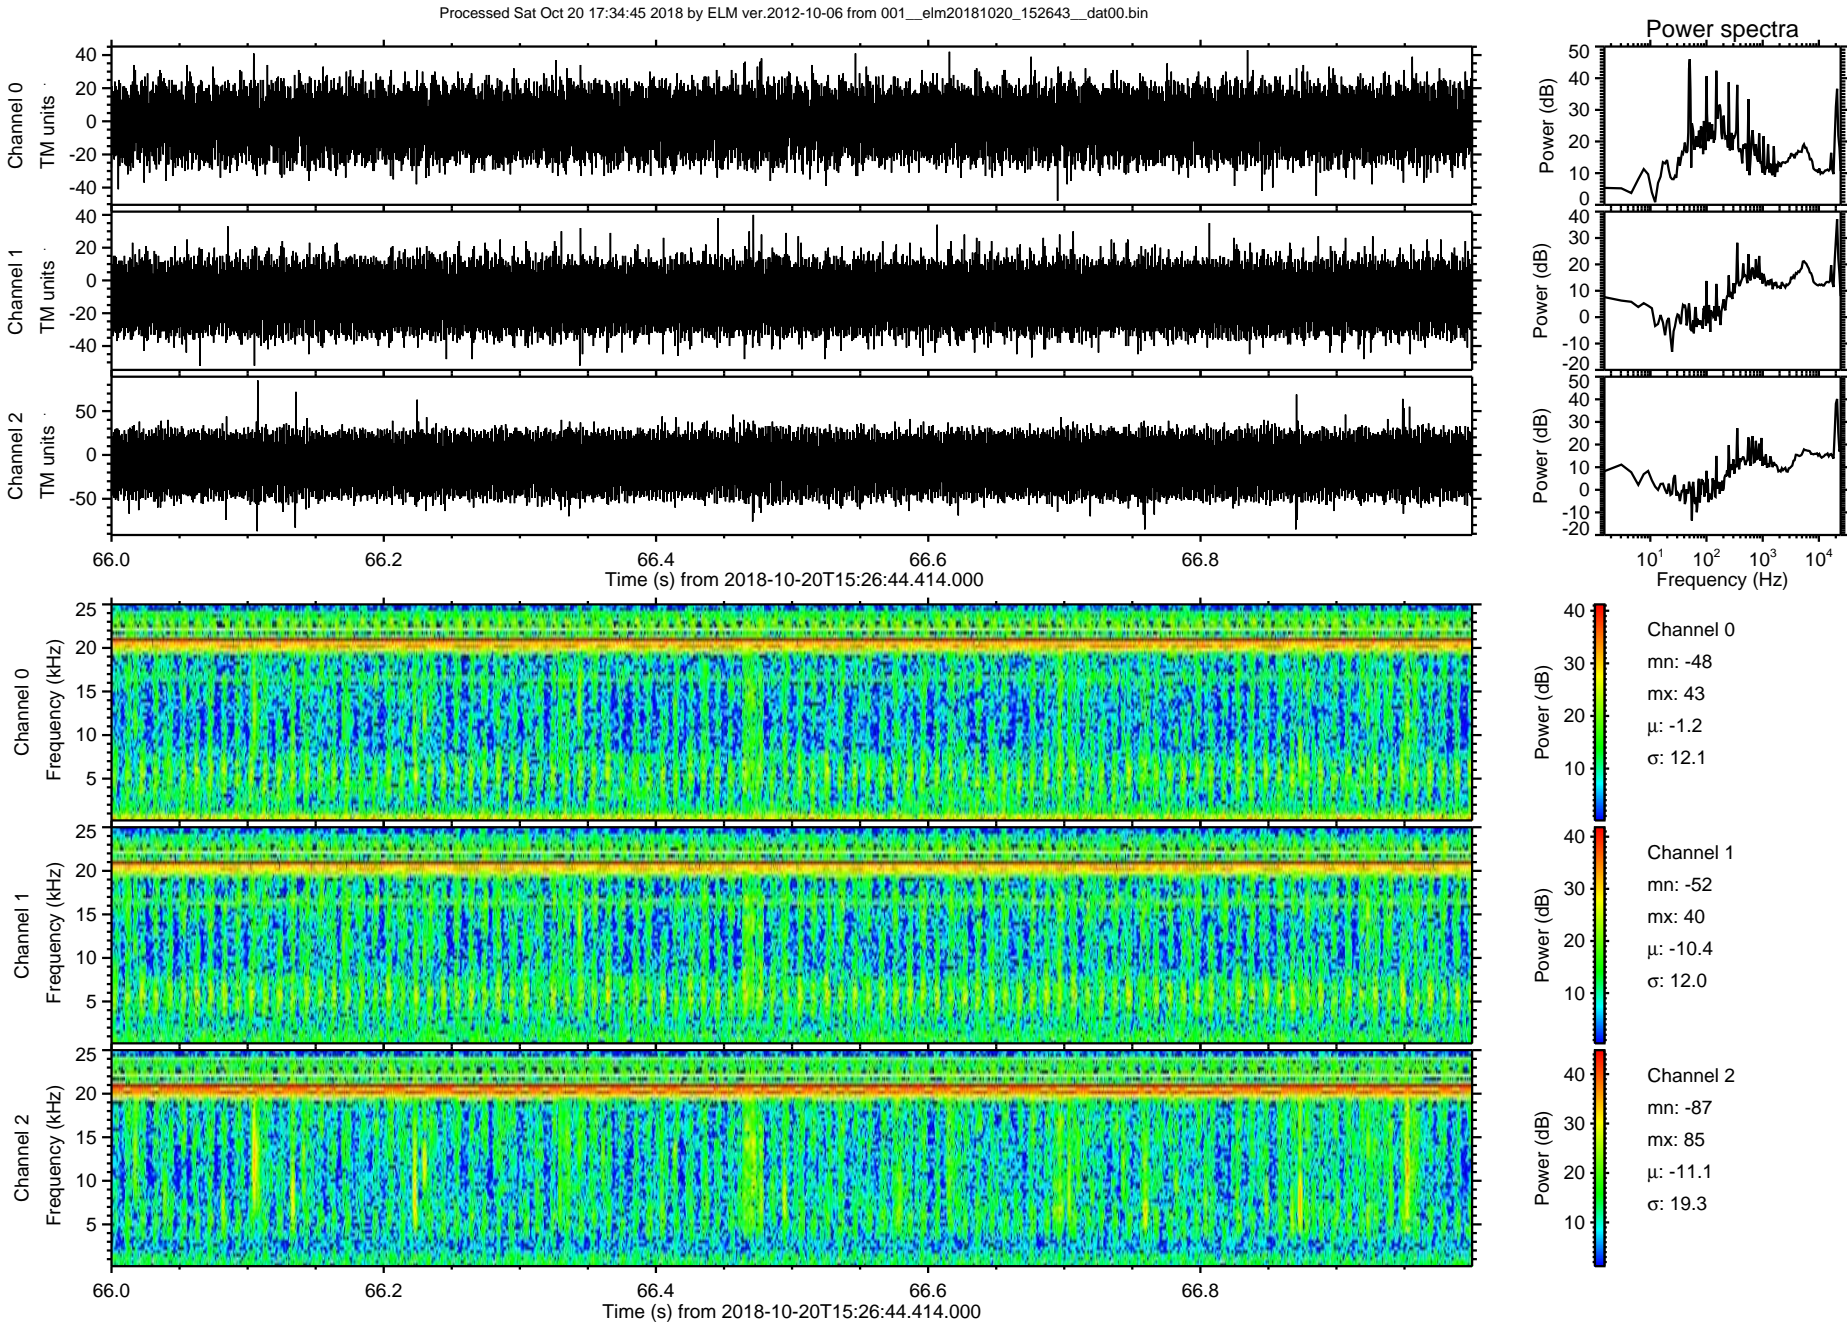 Processed Sat Oct 20 17:34:45 2018 by ELM ver.2012-10-06 from 001__elm20181020_152643__dat00.bin
Power spectra
Channel 0
TM units
40
20
0
-20
-40
Power (dB)
50
40
30
20
10
0
Channel 1
TM units
40
20
0
-20
-40
Power (dB)
40
30
20
10
0
-10
-20
Channel 2
TM units
50
0
-50
Power (dB)
50
40
30
20
10
0
-10
-20
66.0 66.2 66.4 66.6 66.8
Time (s) from 2018-10-20T15:26:44.414.000
10^1 10^2 10^3 10^4
Frequency (Hz)
Channel 0
Frequency (kHz)
25
20
15
10
5
Power (dB)
40
30
20
10
Channel 0
mn: -48
mx: 43
μ: -1.2
σ: 12.1
Channel 1
Frequency (kHz)
25
20
15
10
5
Power (dB)
40
30
20
10
Channel 1
mn: -52
mx: 40
μ: -10.4
σ: 12.0
Channel 2
Frequency (kHz)
25
20
15
10
5
Power (dB)
40
30
20
10
Channel 2
mn: -87
mx: 85
μ: -11.1
σ: 19.3
66.0 66.2 66.4 66.6 66.8
Time (s) from 2018-10-20T15:26:44.414.000